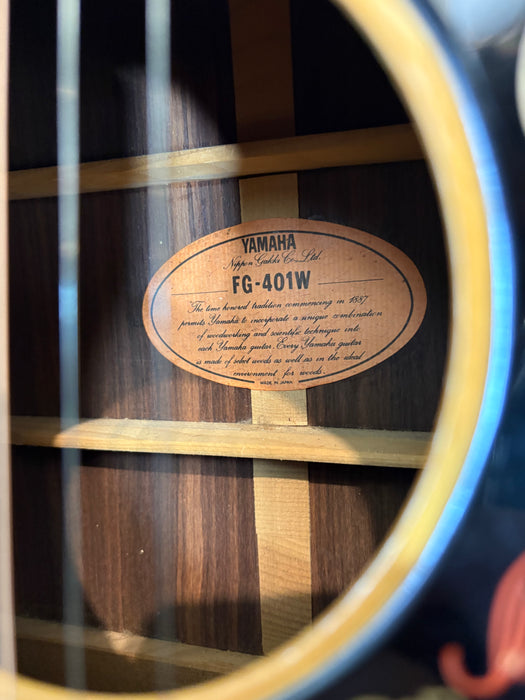 YAMAHA
Nippon Gakki Co., Ltd.
FG-401W
The time honored tradition commencing in 1887
permits Yamaha to incorporate a unique combination
of woodworking and scientific technique into
each Yamaha guitar. Every Yamaha guitar
is made of select woods as well as in the ideal
environment for woods.
MADE IN JAPAN